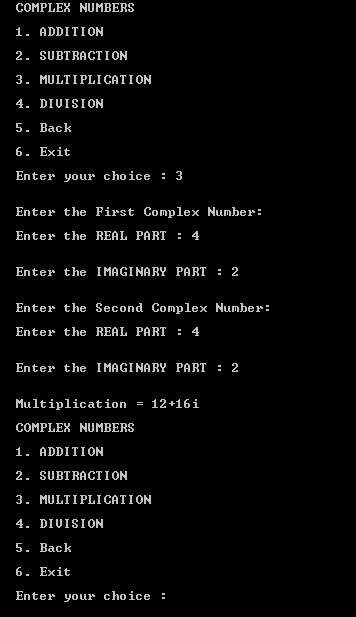 COMPLEX NUMBERS
1. ADDITION
2. SUBTRACTION
3. MULTIPLICATION
4. DIVISION
5. Back
6. Exit
Enter your choice : 3
Enter the First Complex Number:
Enter the REAL PART : 4
Enter the IMAGINARY PART : 2
Enter the Second Complex Number:
Enter the REAL PART : 4
Enter the IMAGINARY PART : 2
Multiplication = 12+16i
COMPLEX NUMBERS
1. ADDITION
2. SUBTRACTION
3. MULTIPLICATION
4. DIVISION
5. Back
6. Exit
Enter your choice :